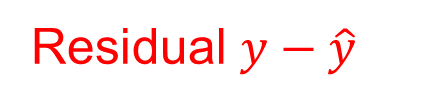 Residual 𝑦 − ŷ